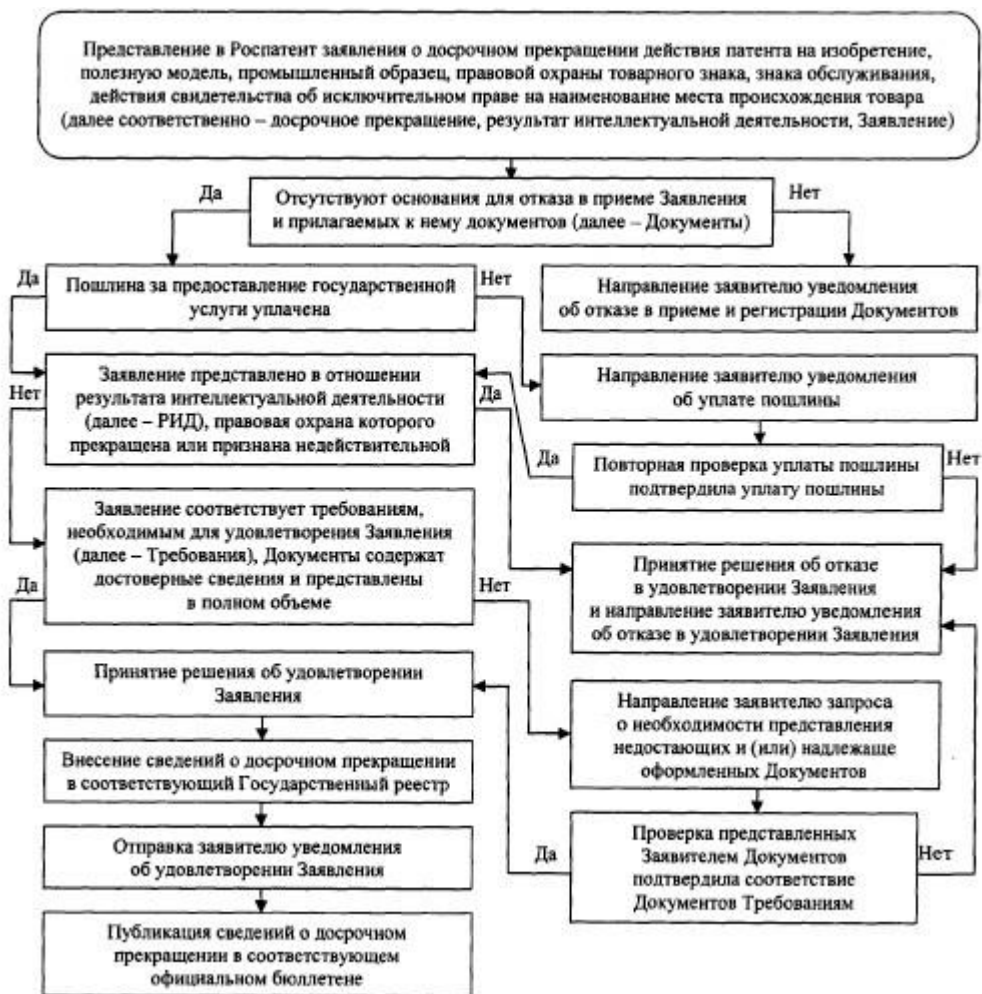 Представление в Роспатент заявления о досрочном прекращении действия патента на изобретение,
полезную модель, промышленный образец, правовой охраны товарного знака, знака обслуживания,
действия свидетельства об исключительном праве на наименование места происхождения товара
(далее соответственно – досрочное прекращение, результат интеллектуальной деятельности, Заявление)
Да
Отсутствуют основания для отказа в приеме Заявления
и прилагаемых к нему документов (далее – Документы)
Нет
Да
Пошлина за предоставление государственной
услуги уплачена
Нет
Направление заявителю уведомления
об отказе в приеме и регистрации Документов
Нет
Заявление представлено в отношении
результата интеллектуальной деятельности
(далее – РИД), правовая охрана которого
прекращена или признана недействительной
Да
Направление заявителю уведомления
об уплате пошлины
Да
Повторная проверка уплаты пошлины
подтвердила уплату пошлины
Нет
Заявление соответствует требованиям,
необходимым для удовлетворения Заявления
(далее – Требования), Документы содержат
достоверные сведения и представлены
в полном объеме
Да
Нет
Принятие решения об отказе
в удовлетворении Заявления
и направление заявителю уведомления
об отказе в удовлетворении Заявления
Принятие решения об удовлетворении
Заявления
Направление заявителю запроса
о необходимости представления
недостающих и (или) надлежаще
оформленных Документов
Внесение сведений о досрочном прекращении
в соответствующий Государственный реестр
Отправка заявителю уведомления
об удовлетворении Заявления
Да
Проверка представленных
Заявителем Документов
подтвердила соответствие
Документов Требованиям
Нет
Публикация сведений о досрочном
прекращении в соответствующем
официальном бюллетене